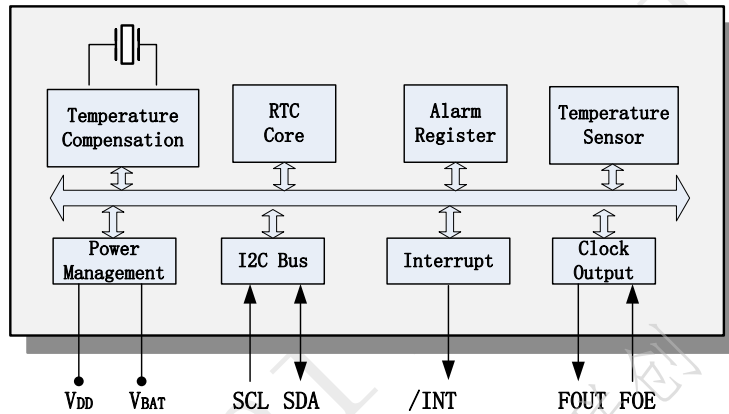 Temperature
Compensation
RTC
Core
Alarm
Register
Temperature
Sensor
Power
Management
I2C Bus
Interrupt
Clock
Output
VDD VBAT SCL SDA /INT FOUT FOE